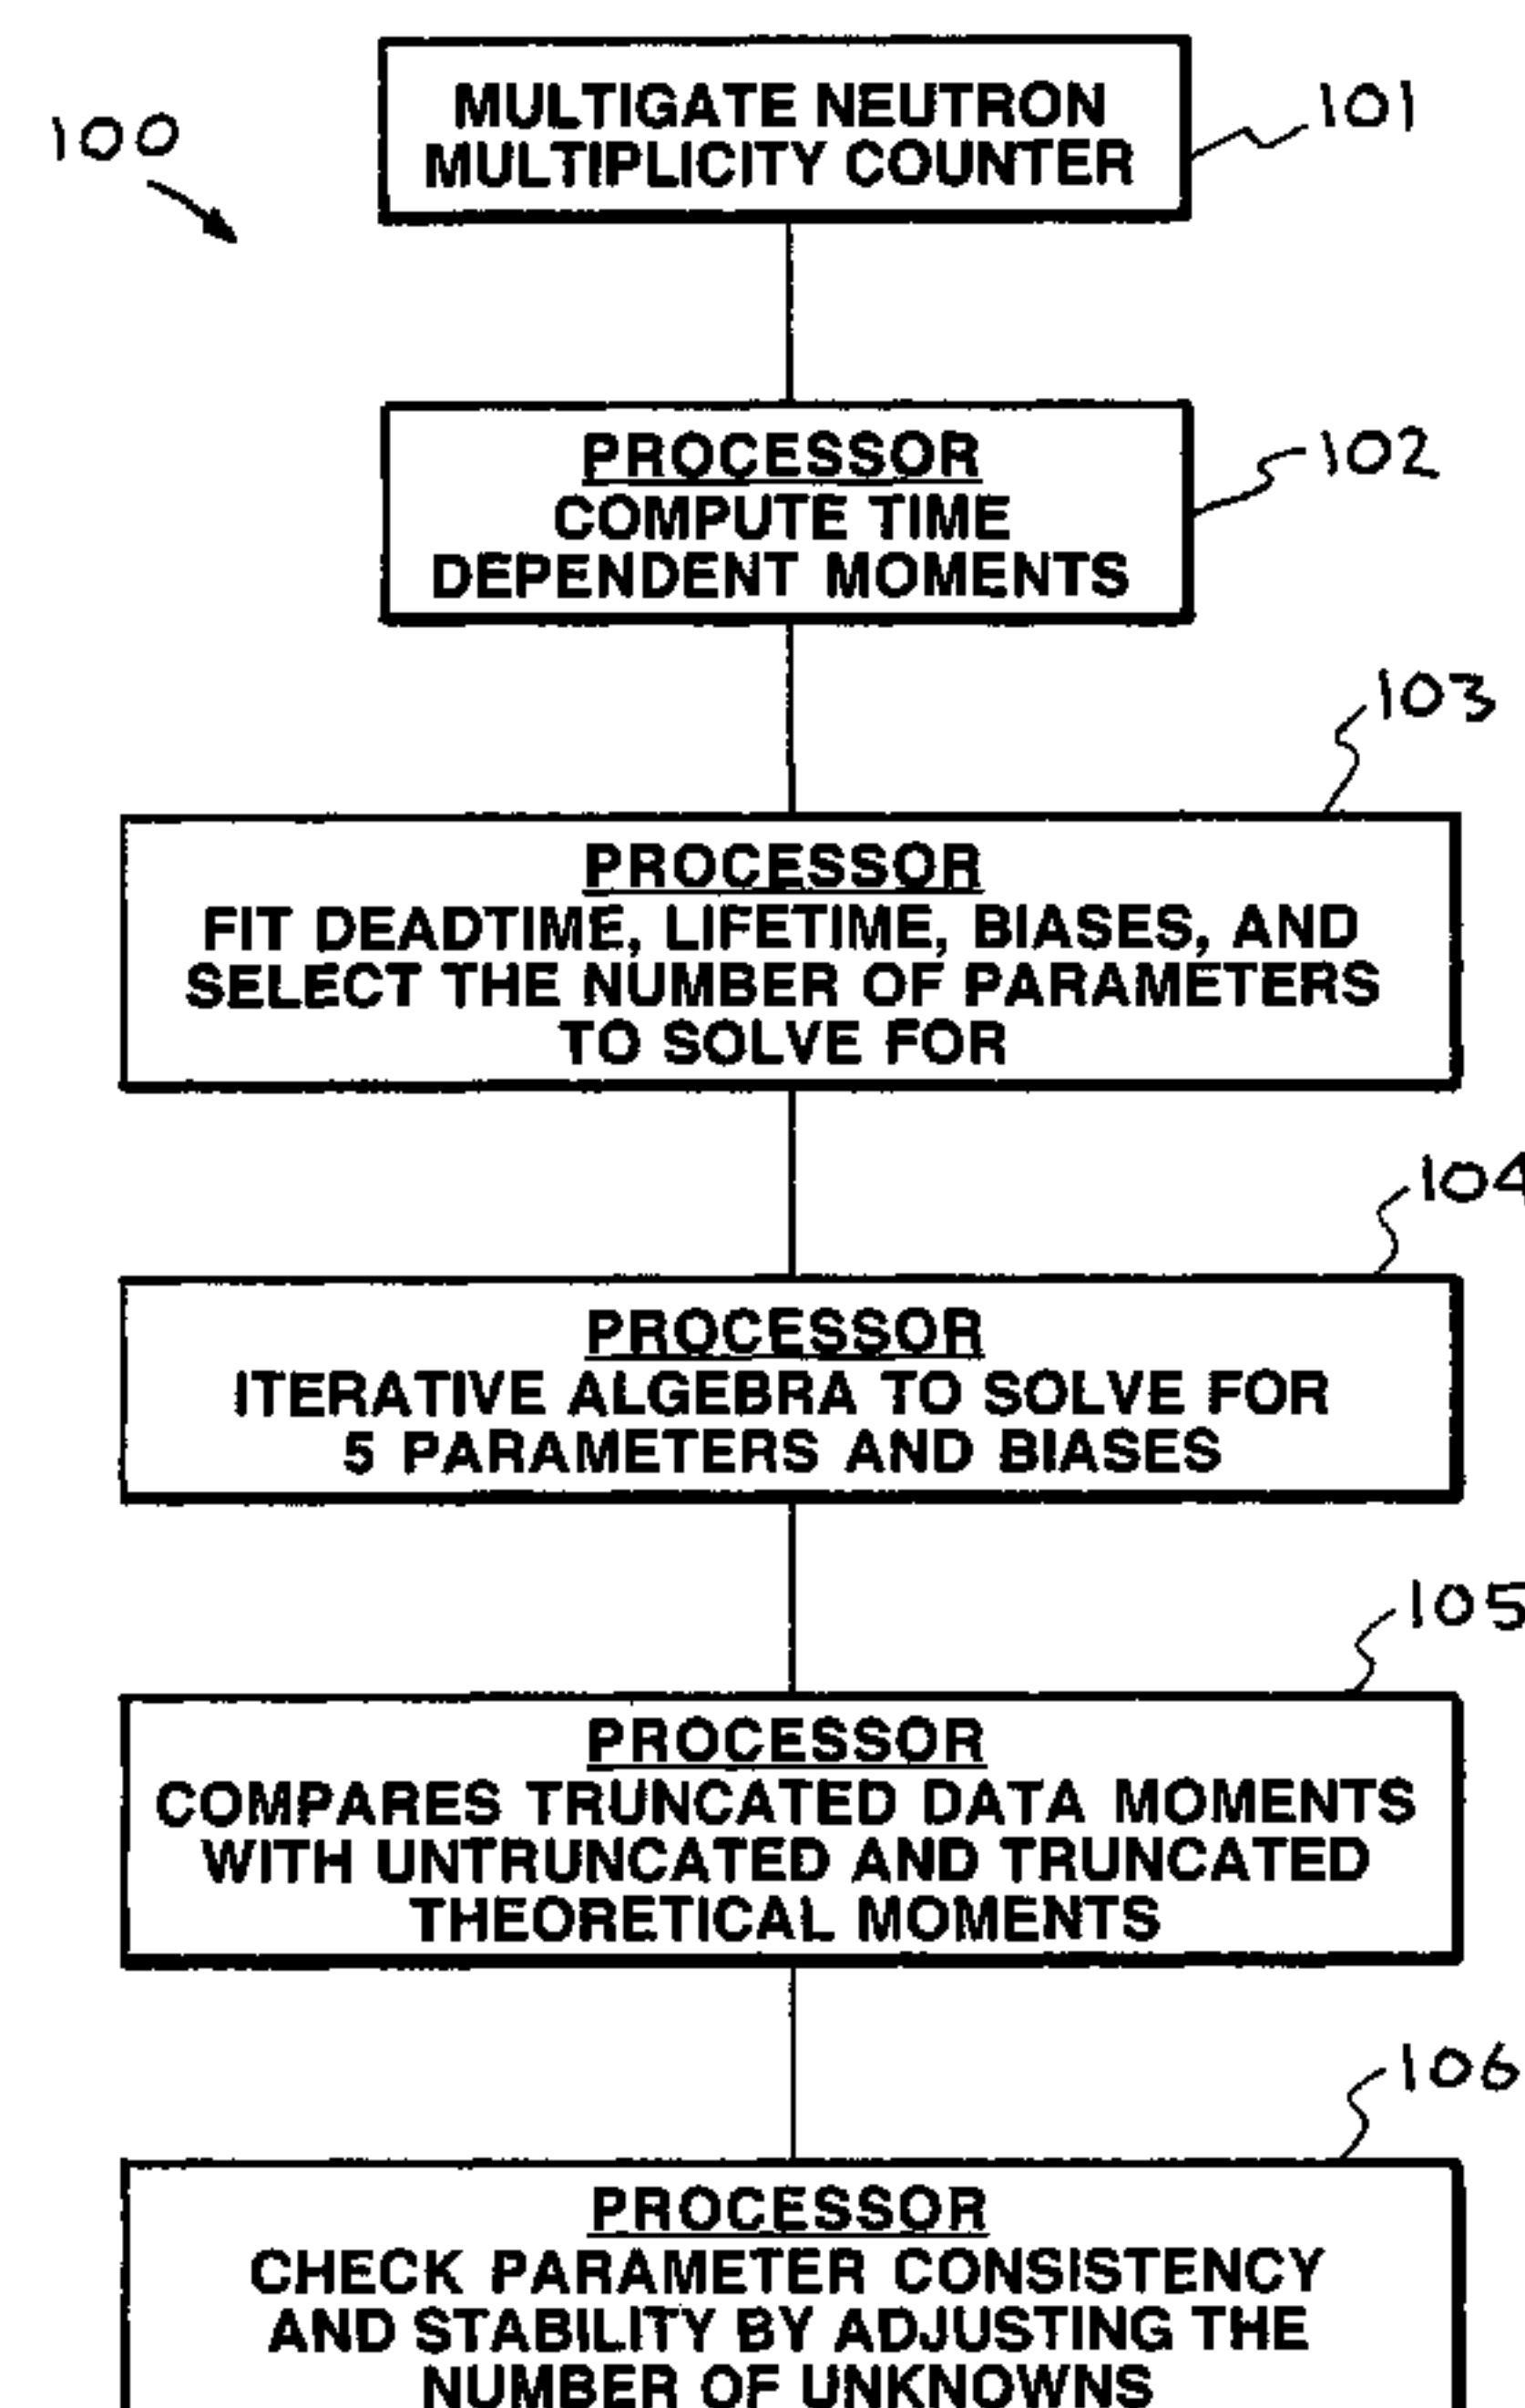 100
MULTIGATE NEUTRON
MULTIPLICITY COUNTER
101
PROCESSOR
COMPUTE TIME
DEPENDENT MOMENTS
102
103
PROCESSOR
FIT DEADTIME, LIFETIME, BIASES, AND
SELECT THE NUMBER OF PARAMETERS
TO SOLVE FOR
104
PROCESSOR
ITERATIVE ALGEBRA TO SOLVE FOR
5 PARAMETERS AND BIASES
105
PROCESSOR
COMPARES TRUNCATED DATA MOMENTS
WITH UNTRUNCATED AND TRUNCATED
THEORETICAL MOMENTS
106
PROCESSOR
CHECK PARAMETER CONSISTENCY
AND STABILITY BY ADJUSTING THE
NUMBER OF UNKNOWNS